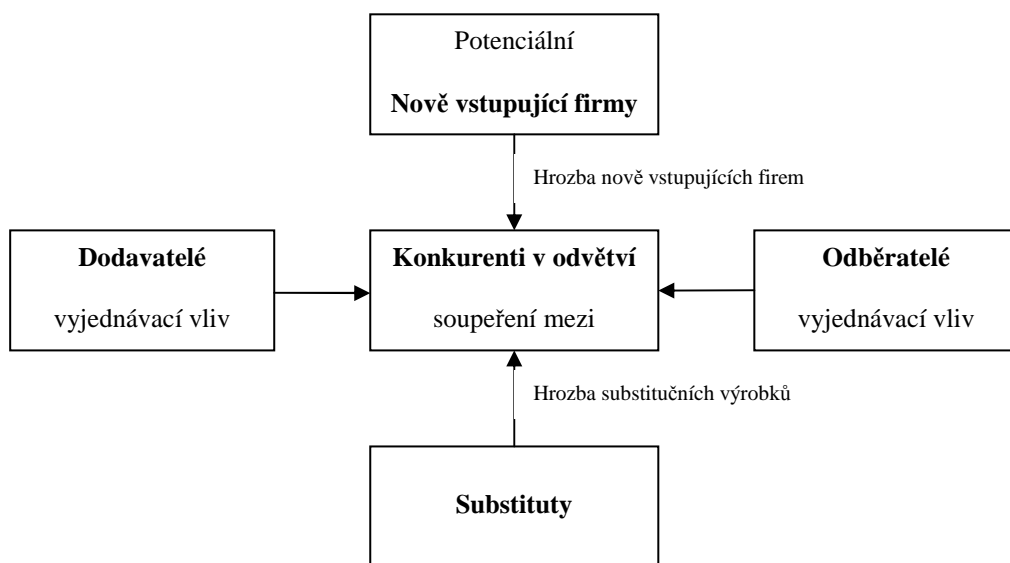 Potenciální
Nově vstupující firmy
Hrozba nově vstupujících firem
Dodavatelé
vyjednávací vliv
Konkurenti v odvětví
soupeření mezi
Odběratelé
vyjednávací vliv
Hrozba substitučních výrobků
Substituty